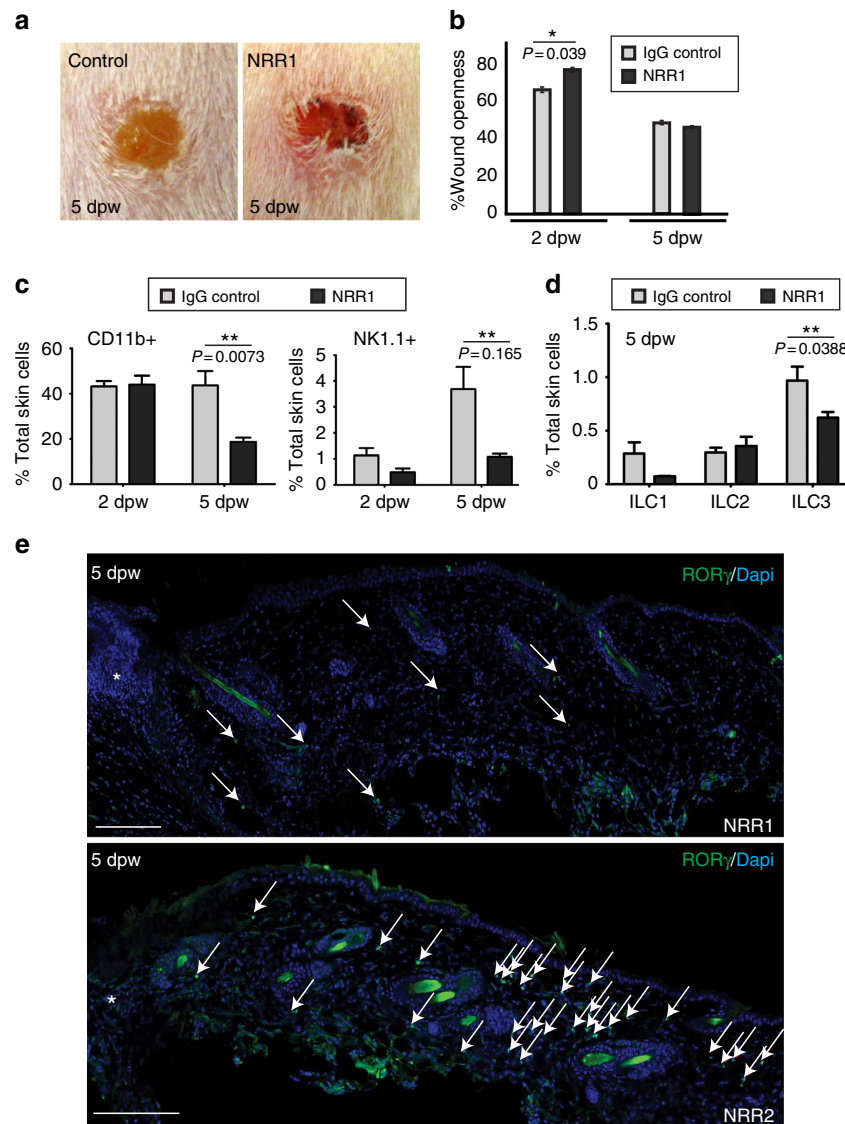 a
Control
5 dpw
NRR1
5 dpw
b
*
P=0.039
IgG control
NRR1
%Wound openness
80
60
40
20
0
2 dpw
5 dpw
c
IgG control
NRR1
CD11b+
**
P=0.0073
% Total skin cells
60
40
20
0
2 dpw
5 dpw
NK1.1+
**
P=0.165
% Total skin cells
5
4
3
2
1
0
2 dpw
5 dpw
d
IgG control
NRR1
5 dpw
**
P=0.0388
% Total skin cells
1.5
1.0
0.5
0
ILC1
ILC2
ILC3
e
5 dpw
RORγ/Dapi
*
NRR1
5 dpw
RORγ/Dapi
*
NRR2